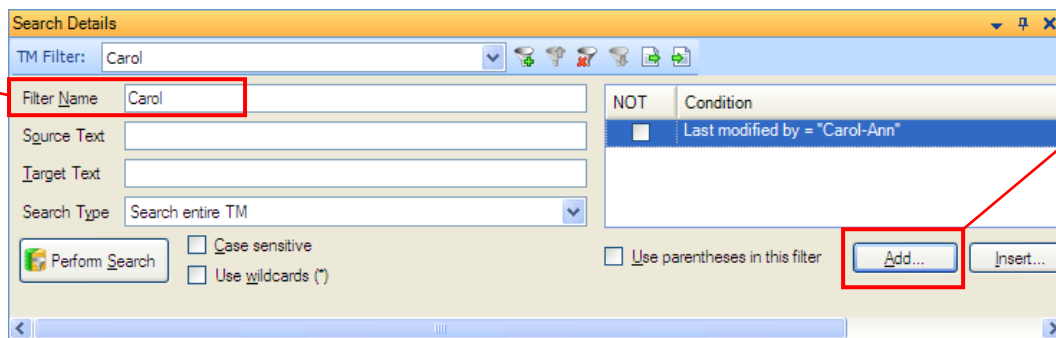 Search Details
TM Filter: Carol
Filter Name Carol
Source Text
Target Text
Search Type Search entire TM
Perform Search
Case sensitive
Use wildcards (*)
NOT Condition
Last modified by = "Carol-Ann"
Use parentheses in this filter
Add...
Insert...